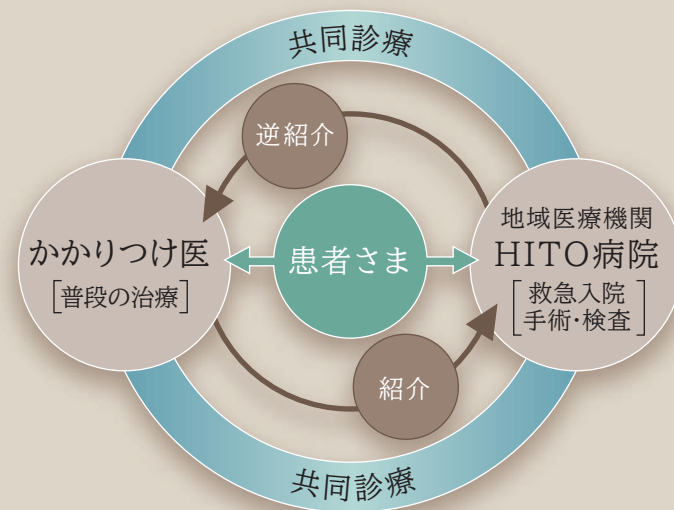 共同診療
逆紹介
かかりつけ医
[普段の治療]
患者さま
地域医療機関
HITO病院
[救急入院
手術・検査]
紹介
共同診療